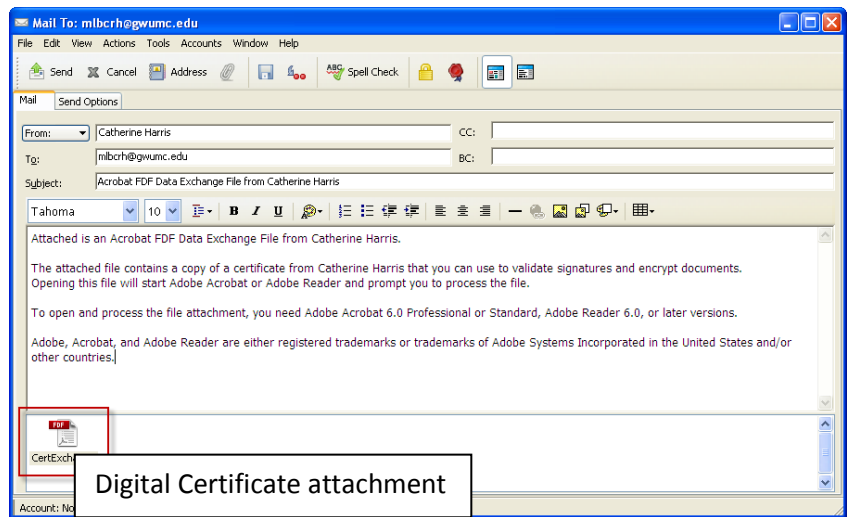 Mail To: mlbcrh@gwumc.edu
File Edit View Actions Tools Accounts Window Help
Send Cancel Address ABC Spell Check
Mail Send Options
From: Catherine Harris CC:
To: mlbcrh@gwumc.edu BC:
Subject: Acrobat FDF Data Exchange File from Catherine Harris
Tahoma 10 B I U
Attached is an Acrobat FDF Data Exchange File from Catherine Harris.
The attached file contains a copy of a certificate from Catherine Harris that you can use to validate signatures and encrypt documents.
Opening this file will start Adobe Acrobat or Adobe Reader and prompt you to process the file.
To open and process the file attachment, you need Adobe Acrobat 6.0 Professional or Standard, Adobe Reader 6.0, or later versions.
Adobe, Acrobat, and Adobe Reader are either registered trademarks or trademarks of Adobe Systems Incorporated in the United States and/or
other countries.
FDF
CertExch
Digital Certificate attachment
Account: No